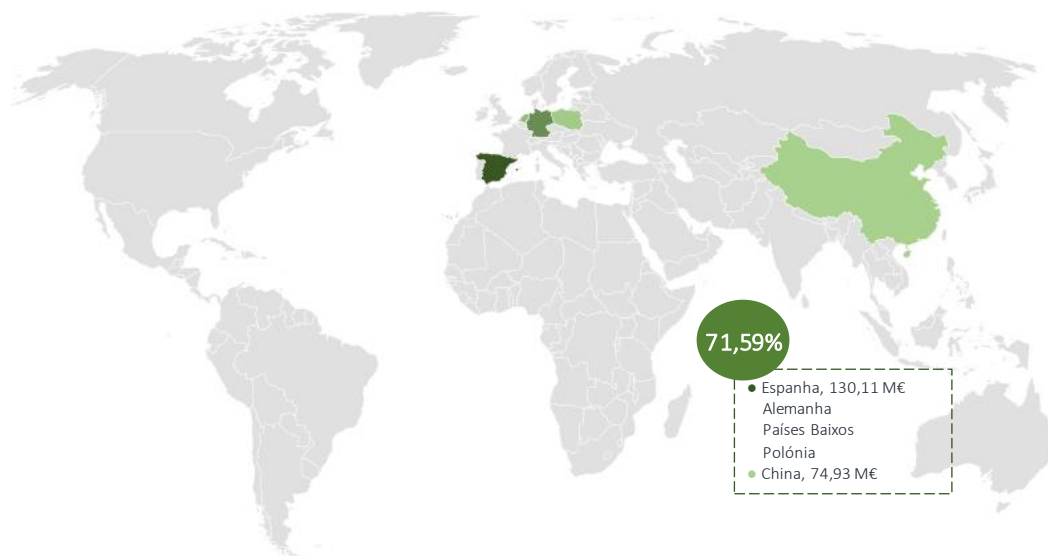 71,59%
Espanha, 130,11 M€
Alemanha
Países Baixos
Polónia
China, 74,93 M€